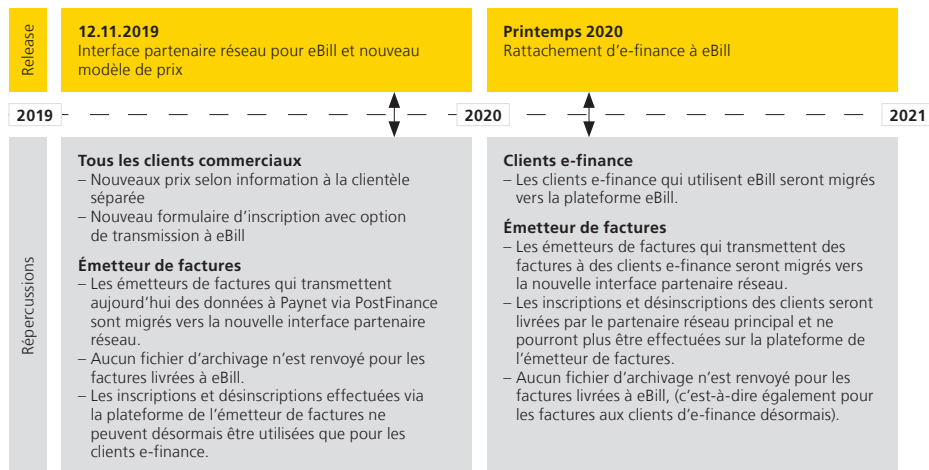 Release
12.11.2019
Interface partenaire réseau pour eBill et nouveau
modèle de prix
Printemps 2020
Rattachement d’e-finance à eBill
2019
2020
2021
Répercussions
Tous les clients commerciaux
– Nouveaux prix selon information à la clientèle
séparée
– Nouveau formulaire d’inscription avec option
de transmission à eBill
Émetteur de factures
– Les émetteurs de factures qui transmettent
aujourd’hui des données à Paynet via PostFinance
sont migrés vers la nouvelle interface partenaire
réseau.
– Aucun fichier d’archivage n’est renvoyé pour les
factures livrées à eBill.
– Les inscriptions et désinscriptions effectuées via
la plateforme de l’émetteur de factures ne
peuvent désormais être utilisées que pour les
clients e-finance.
Clients e-finance
– Les clients e-finance qui utilisent eBill seront migrés
vers la plateforme eBill.
Émetteur de factures
– Les émetteurs de factures qui transmettent des
factures à des clients e-finance seront migrés vers
la nouvelle interface partenaire réseau.
– Les inscriptions et désinscriptions des clients seront
livrées par le partenaire réseau principal et ne
pourront plus être effectuées sur la plateforme de
l’émetteur de factures.
– Aucun fichier d’archivage n’est renvoyé pour les
factures livrées à eBill, (c’est-à-dire également pour
les factures aux clients d’e-finance désormais).